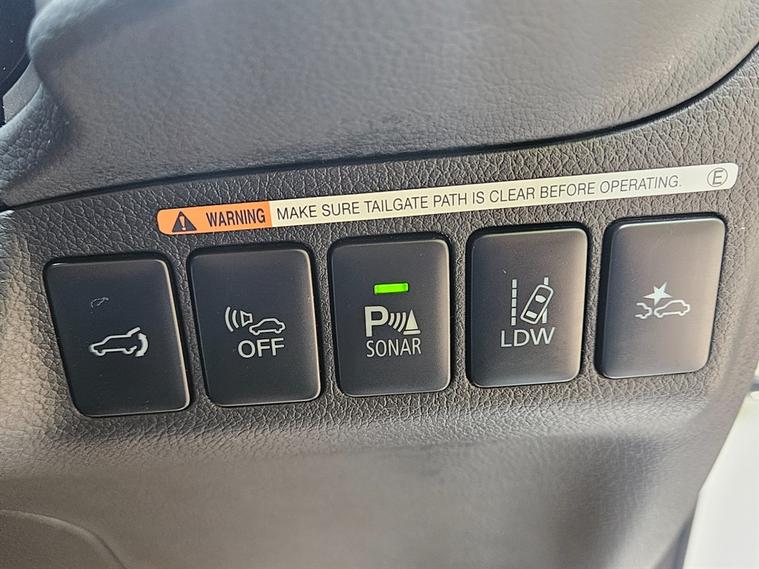 WARNING MAKE SURE TAILGATE PATH IS CLEAR BEFORE OPERATING. E
OFF
P
SONAR
LDW